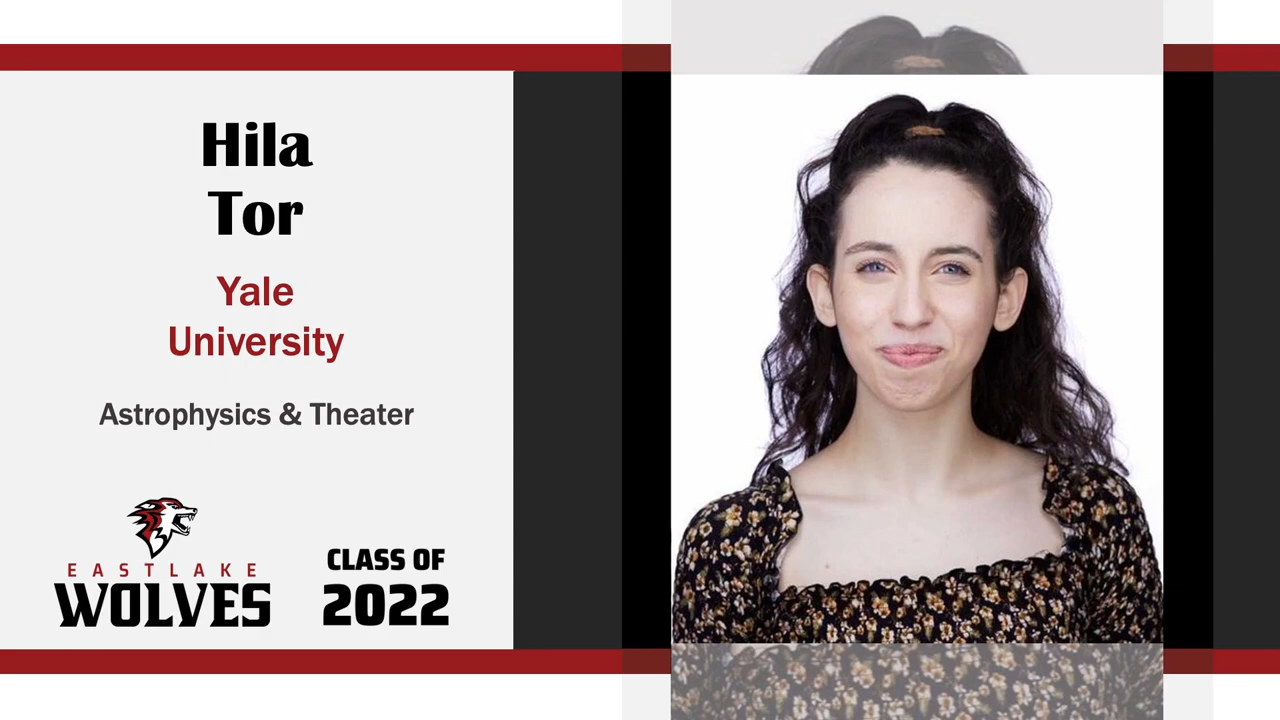 Hila
Tor
Yale
University
Astrophysics & Theater
EASTLAKE
WOLVES
CLASS OF
2022